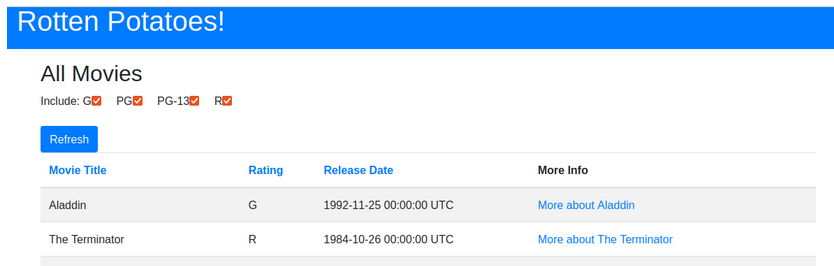 Rotten Potatoes!
All Movies
Include: G PG PG-13 R
Refresh
Movie Title Rating Release Date More Info
Aladdin G 1992-11-25 00:00:00 UTC More about Aladdin
The Terminator R 1984-10-26 00:00:00 UTC More about The Terminator